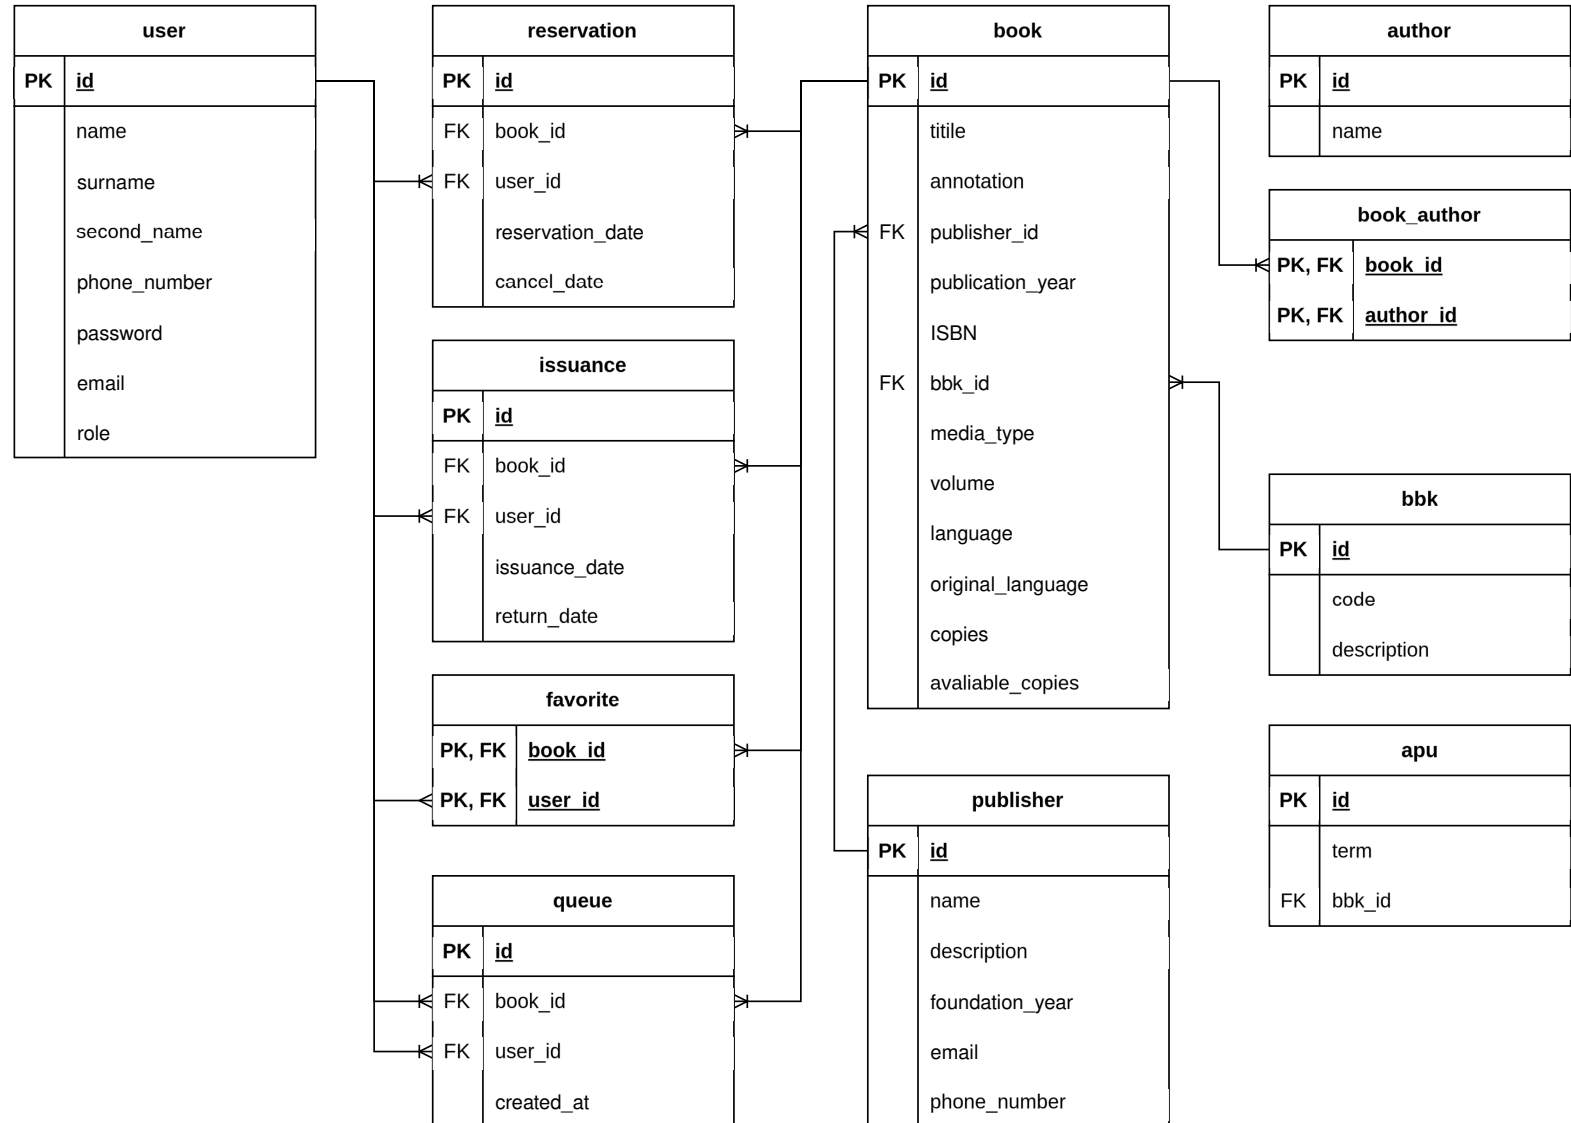 user
PK id
name
surname
second_name
phone_number
password
email
role
reservation
PK id
FK book_id
FK user_id
reservation_date
cancel_date
issuance
PK id
FK book_id
FK user_id
issuance_date
return_date
favorite
PK, FK book_id
PK, FK user_id
queue
PK id
FK book_id
FK user_id
created_at
book
PK id
titile
annotation
FK publisher_id
publication_year
ISBN
FK bbk_id
media_type
volume
language
original_language
copies
avaliable_copies
publisher
PK id
name
description
foundation_year
email
phone_number
author
PK id
name
book_author
PK, FK book_id
PK, FK author_id
bbk
PK id
code
description
apu
PK id
term
FK bbk_id